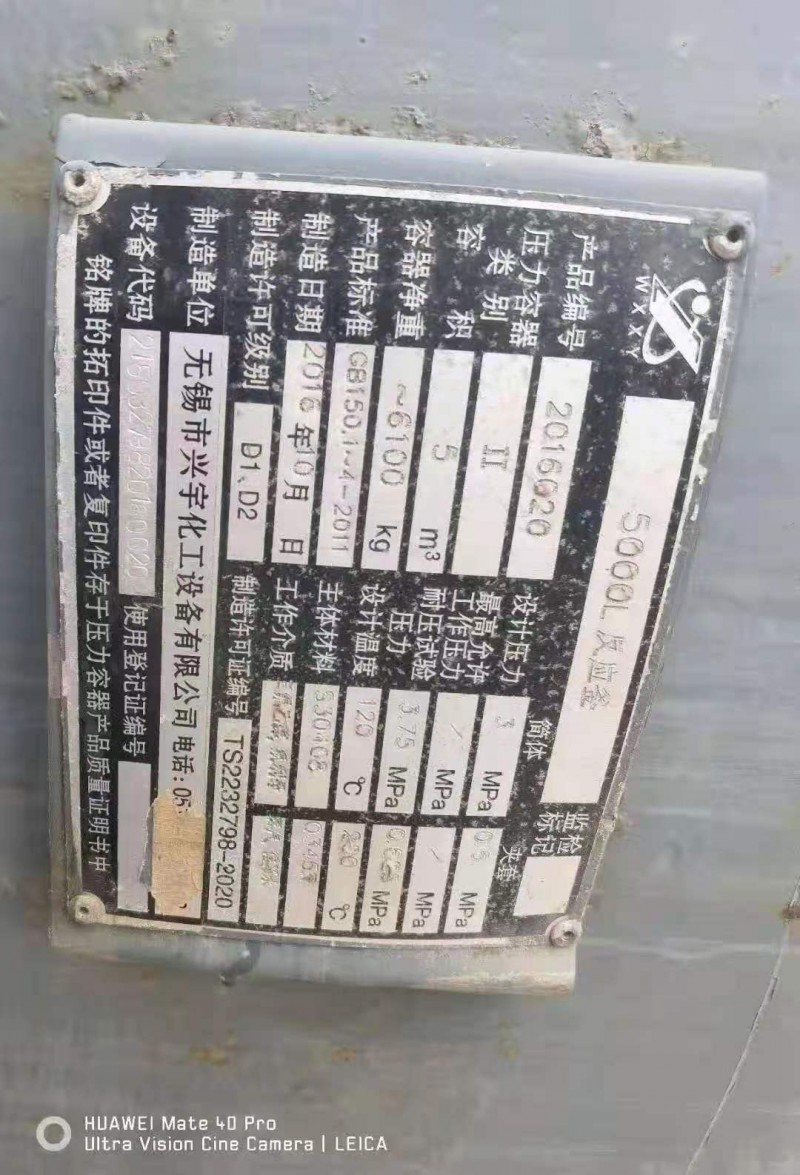 WXXY
5000L 反应釜
监检标记
产品编号 2016020
筒体 夹套
压力容器类别 II
设计压力 3 MPa MPa
容积 5 m³
最高允许工作压力 / MPa / MPa
容器净重 ~6100 kg
耐压试验压力 3.75 MPa MPa
产品标准 GB150.1~4-2011
设计温度 120 ℃ ℃
制造日期 2016年10月 日
主体材料 S30408
制造许可级别 D1、D2
工作介质
制造许可证编号 TS2232798-2020
制造单位 无锡市兴宇化工设备有限公司 电话:05
设备代码
使用登记证编号
铭牌的拓印件或者复印件存于压力容器产品质量证明书中
HUAWEI Mate 40 Pro
Ultra Vision Cine Camera | LEICA